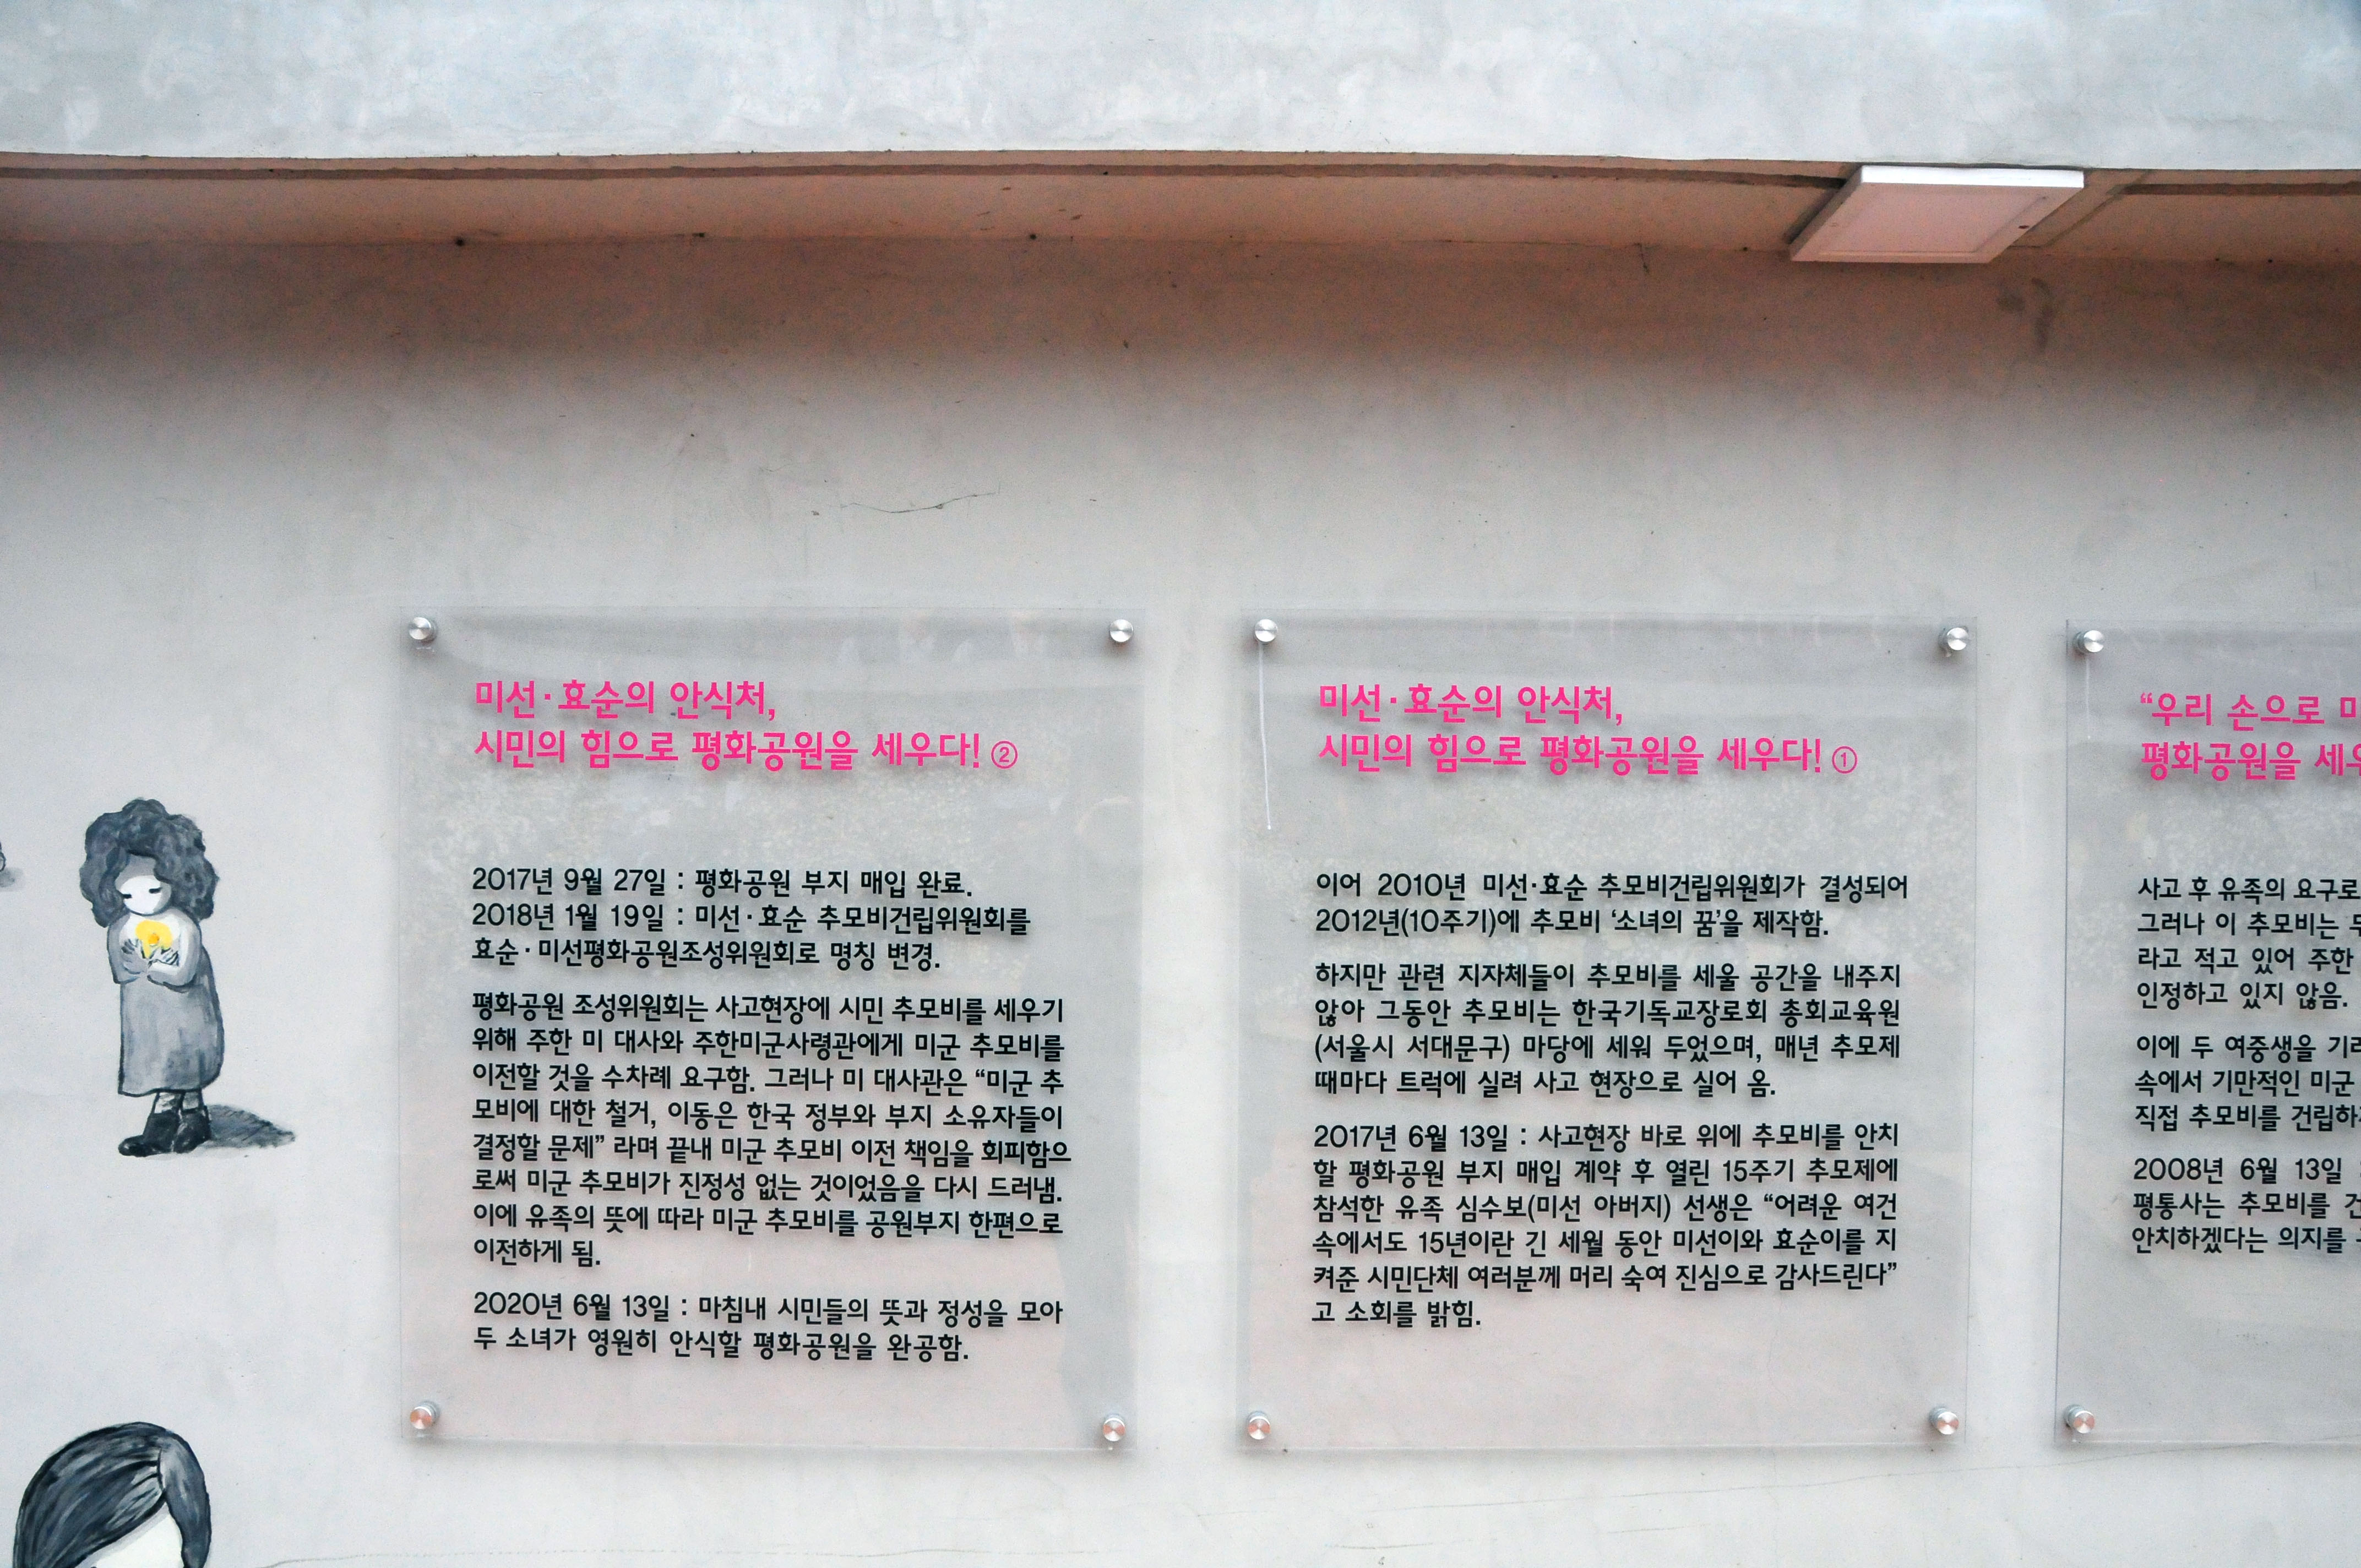 미선·효순의 안식처,
시민의 힘으로 평화공원을 세우다! ②
2017년 9월 27일 : 평화공원 부지 매입 완료.
2018년 1월 19일 : 미선·효순 추모비건립위원회를
효순·미선평화공원조성위원회로 명칭 변경.
평화공원 조성위원회는 사고현장에 시민 추모비를 세우기
위해 주한 미 대사와 주한미군사령관에게 미군 추모비를
이전할 것을 수차례 요구함. 그러나 미 대사관은 “미군 추
모비에 대한 철거, 이동은 한국 정부와 부지 소유자들이
결정할 문제” 라며 끝내 미군 추모비 이전 책임을 회피함으
로써 미군 추모비가 진정성 없는 것이었음을 다시 드러냄.
이에 유족의 뜻에 따라 미군 추모비를 공원부지 한편으로
이전하게 됨.
2020년 6월 13일 : 마침내 시민들의 뜻과 정성을 모아
두 소녀가 영원히 안식할 평화공원을 완공함.
미선·효순의 안식처,
시민의 힘으로 평화공원을 세우다! ①
이어 2010년 미선·효순 추모비건립위원회가 결성되어
2012년(10주기)에 추모비 ‘소녀의 꿈’을 제작함.
하지만 관련 지자체들이 추모비를 세울 공간을 내주지
않아 그동안 추모비는 한국기독교장로회 총회교육원
(서울시 서대문구) 마당에 세워 두었으며, 매년 추모제
때마다 트럭에 실려 사고 현장으로 실어 옴.
2017년 6월 13일 : 사고현장 바로 위에 추모비를 안치
할 평화공원 부지 매입 계약 후 열린 15주기 추모제에
참석한 유족 심수보(미선 아버지) 선생은 “어려운 여건
속에서도 15년이란 긴 세월 동안 미선이와 효순이를 지
켜준 시민단체 여러분께 머리 숙여 진심으로 감사드린다”
고 소회를 밝힘.
“우리 손으로
평화공원을
사고 후 유족의 요구로
그러나 이 추모비는
라고 적고 있어 주한
인정하고 있지 않음.
이에 두 여중생을
속에서 기만적인 미군
직접 추모비를
2008년 6월 13일
평통사는 추모비를
안치하겠다는 의지를